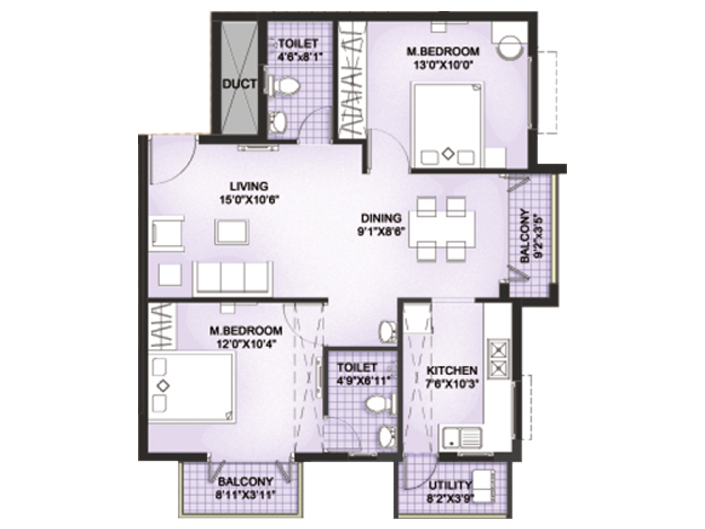 TOILET
4'6"x8'1"
M.BEDROOM
13'0"X10'0"
DUCT
LIVING
15'0"X10'6"
DINING
9'1"X8'6"
BALCONY
9'2"x3'5"
M.BEDROOM
12'0"X10'4"
TOILET
4'9"X6'11"
KITCHEN
7'6"X10'3"
BALCONY
8'11"X3'11"
UTILITY
8'2"X3'9"